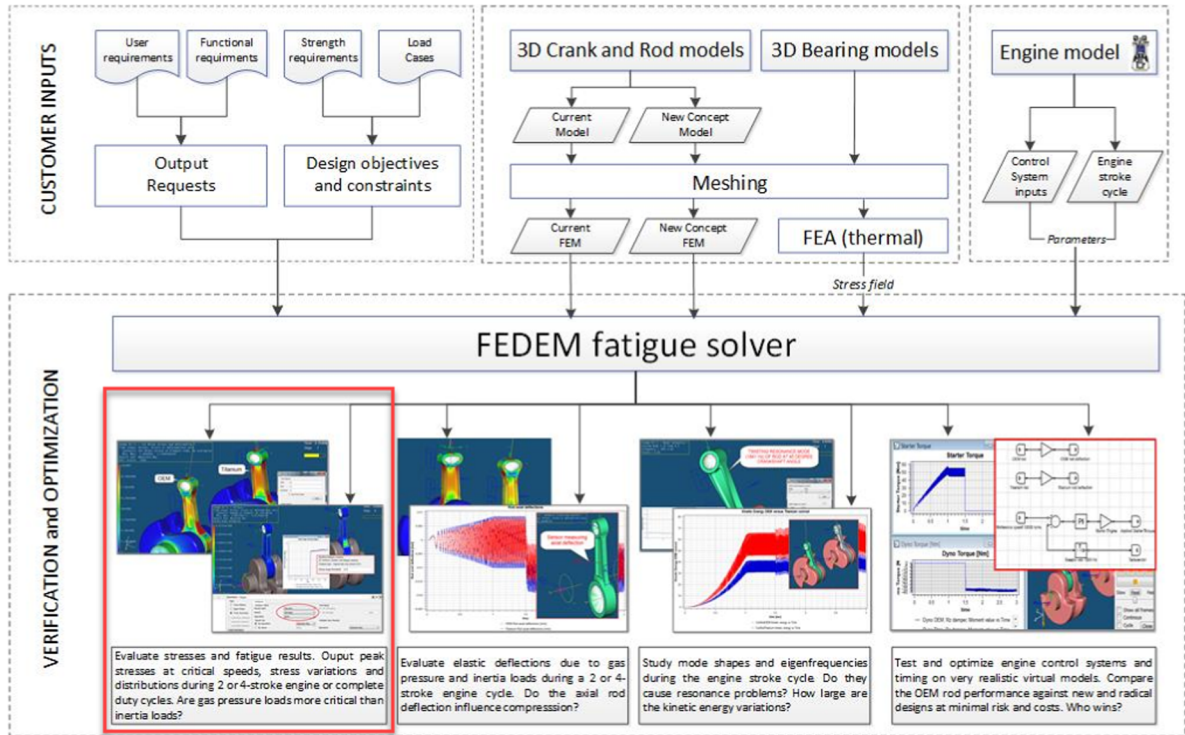 CUSTOMER INPUTS
User
requirements
Functional
requirments
Strength
requirements
Load
Cases
Output
Requests
Design objectives
and constraints
3D Crank and Rod models
3D Bearing models
Current
Model
New Concept
Model
Meshing
Current
FEM
New Concept
FEM
FEA (thermal)
Stress field
Engine model
Control
System
inputs
Engine
stroke
cycle
Parameters
VERIFICATION and OPTIMIZATION
FEDEM fatigue solver
OEM
Titanium
Sensor measuring
axial deflection
Starter Torque
Starter Torque
Dyno Torque [Nm]
Evaluate stresses and fatigue results. Ouput peak
stresses at critical speeds, stress variations and
distributions during 2 or 4-stroke engine or complete
duty cycles. Are gas pressure loads more critical than
inertia loads?
Evaluate elastic deflections due to gas
pressure and inertia loads during a 2 or 4-
stroke engine cycle. Do the axial rod
deflection influence compresssion?
Study mode shapes and eigenfrequencies
during the engine stroke cycle. Do they
cause resonance problems? How large are
the kinetic energy variations?
Test and optimize engine control systems and
timing on very realistic virtual models. Compare
the OEM rod performance against new and radical
designs at minimal risk and costs. Who wins?